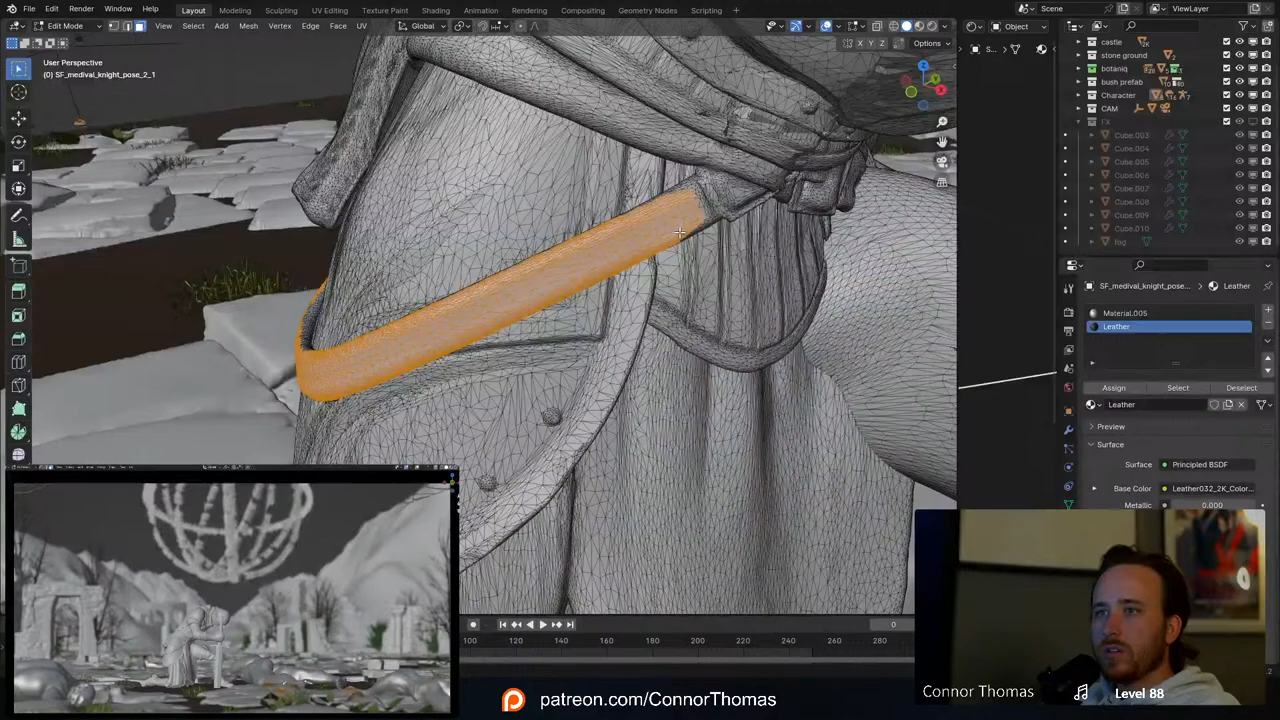 File Edit Render Window Help Layout Modeling Sculpting UV Editing Texture Paint Shading Animation Rendering Compositing Geometry Nodes Scripting Scene ViewLayer
Edit Mode View Select Add Mesh Vertex Edge Face UV Global Object
X Y Z Options
User Perspective
(0) SF_medival_knight_pose_2_1
castle
stone ground
botaniq
bush prefab
Character
CAM
FX
Cube.003
Cube.004
Cube.005
Cube.006
Cube.007
Cube.008
Cube.009
Cube.010
fog
SF_medival_knight_pose... Leather
Material.005
Leather
Assign Select Deselect
Leather
Preview
Surface
Surface: Principled BSDF
Base Color Leather032_2K_Color...
Metallic 0.000
0
100 120 140 160 180 200 220 240 260 280
patreon.com/ConnorThomas
Connor Thomas Level 88